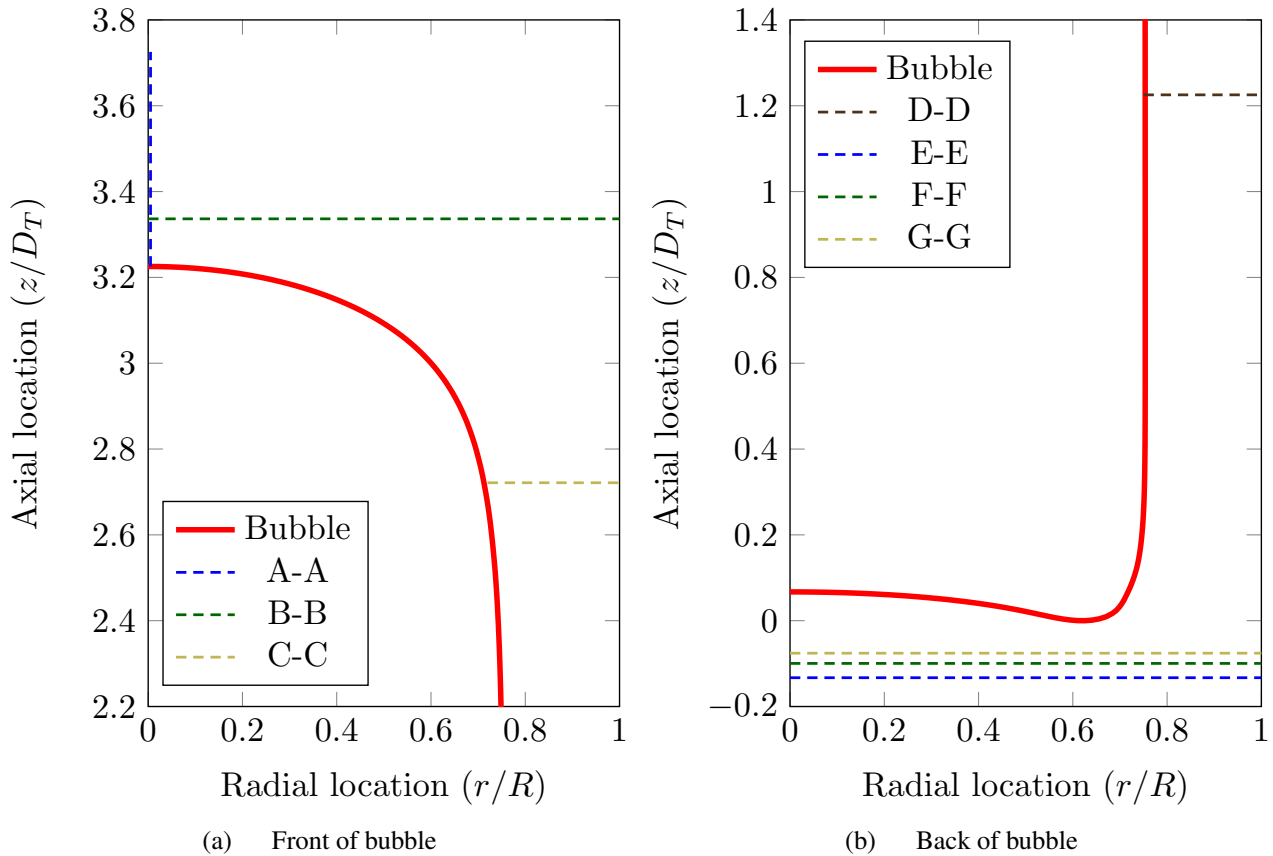 3.8
3.6
3.4
3.2
3
2.8
2.6
2.4
2.2
0
0.2
0.4
0.6
0.8
1
Axial location (z/D_T)
Radial location (r/R)
Bubble
A-A
B-B
C-C
(a) Front of bubble
1.4
1.2
1
0.8
0.6
0.4
0.2
0
−0.2
0
0.2
0.4
0.6
0.8
1
Axial location (z/D_T)
Radial location (r/R)
Bubble
D-D
E-E
F-F
G-G
(b) Back of bubble